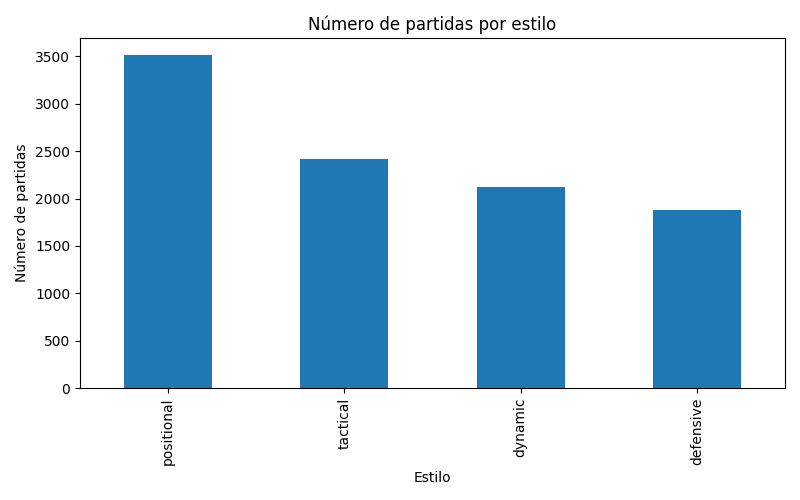 Número de partidas por estilo
Número de partidas
3500
3000
2500
2000
1500
1000
500
0
positional
tactical
dynamic
defensive
Estilo